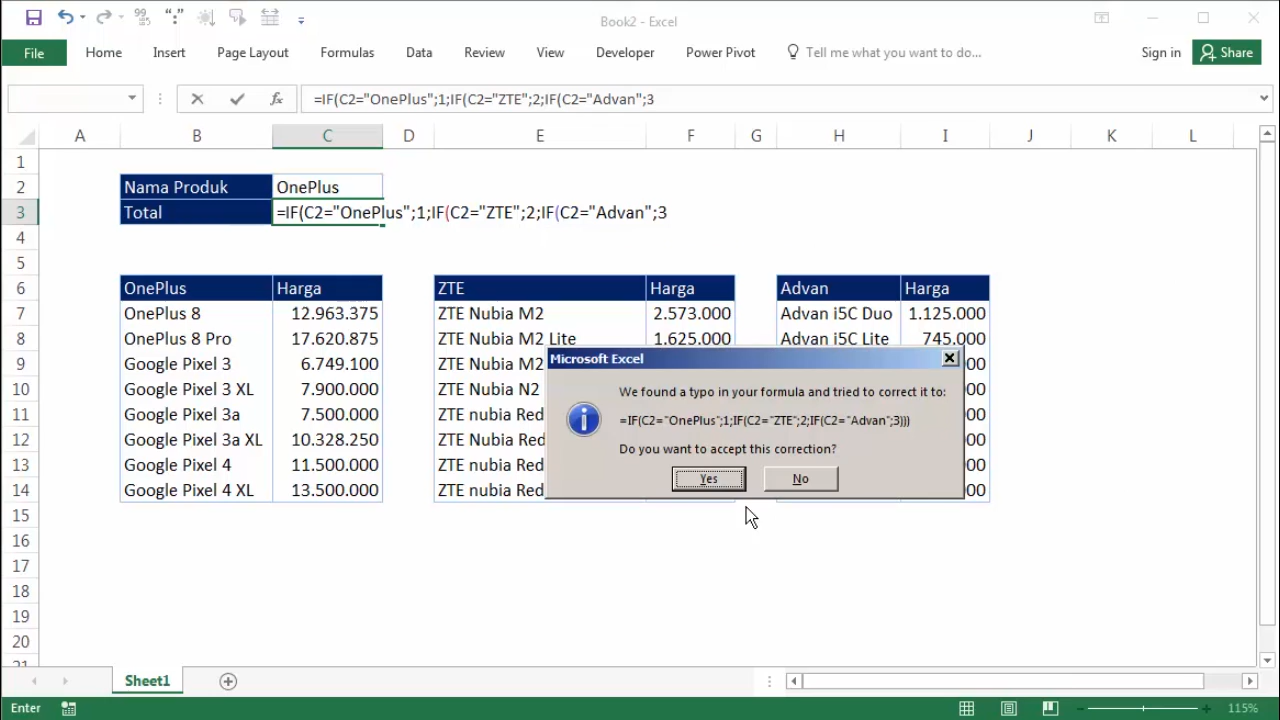 Book2 - Excel
File Home Insert Page Layout Formulas Data Review View Developer Power Pivot Tell me what you want to do... Sign in Share
fx =IF(C2="OnePlus";1;IF(C2="ZTE";2;IF(C2="Advan";3
A B C D E F G H I J K L
1
2 Nama Produk OnePlus
3 Total =IF(C2="OnePlus";1;IF(C2="ZTE";2;IF(C2="Advan";3
4
5
6 OnePlus Harga ZTE Harga Advan Harga
7 OnePlus 8 12.963.375 ZTE Nubia M2 2.573.000 Advan i5C Duo 1.125.000
8 OnePlus 8 Pro 17.620.875 ZTE Nubia M2 Lite 1.625.000 Advan i5C Lite 745.000
9 Google Pixel 3 6.749.100 ZTE Nubia M2
10 Google Pixel 3 XL 7.900.000 ZTE Nubia N2
11 Google Pixel 3a 7.500.000 ZTE nubia Red
12 Google Pixel 3a XL 10.328.250 ZTE Nubia Red
13 Google Pixel 4 11.500.000 ZTE nubia Red
14 Google Pixel 4 XL 13.500.000 ZTE nubia Red
15
16
17
18
19
20
Microsoft Excel
We found a typo in your formula and tried to correct it to:
=IF(C2="OnePlus";1;IF(C2="ZTE";2;IF(C2="Advan";3)))
Do you want to accept this correction?
Yes No
Sheet1
Enter 115%